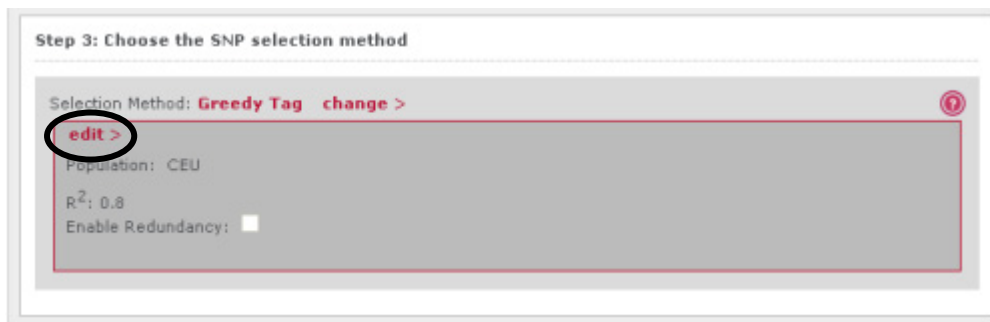 Step 3: Choose the SNP selection method
Selection Method: Greedy Tag change >
edit >
Population: CEU
R²: 0.8
Enable Redundancy: